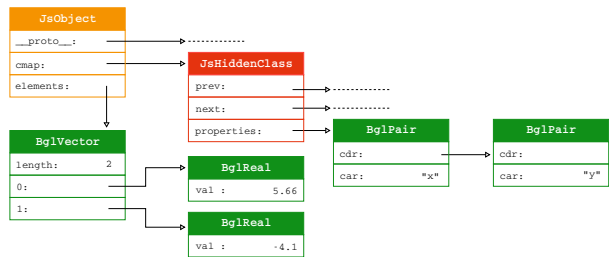 JsObject
__proto__:
cmap:
elements:
JsHiddenClass
prev:
next:
properties:
BglPair
cdr:
car: "x"
BglPair
cdr:
car: "y"
BglVector
length: 2
0:
1:
BglReal
val : 5.66
BglReal
val : -4.1